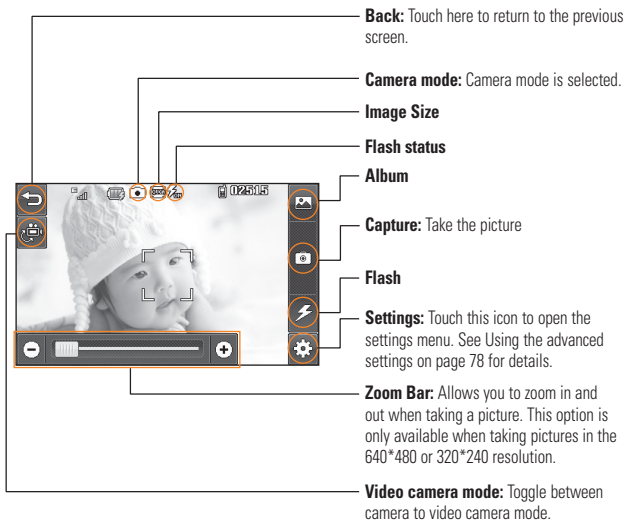 Back: Touch here to return to the previous
screen.
Camera mode: Camera mode is selected.
Image Size
Flash status
Album
Capture: Take the picture
Flash
Settings: Touch this icon to open the
settings menu. See Using the advanced
settings on page 78 for details.
Zoom Bar: Allows you to zoom in and
out when taking a picture. This option is
only available when taking pictures in the
640*480 or 320*240 resolution.
Video camera mode: Toggle between
camera to video camera mode.
02515